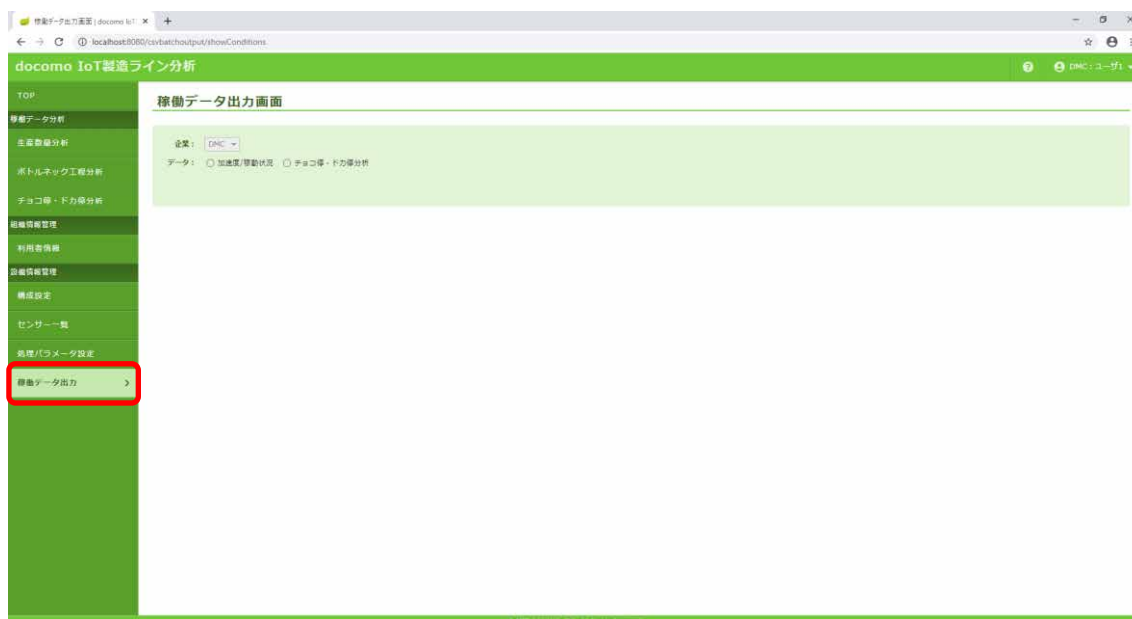 稼働データ出力画面 | docomo IoT
localhost:8080/csvbatchoutput/showConditions
docomo IoT製造ライン分析
DMC : ユーザ1
TOP
稼働データ分析
生産数量分析
ボトルネック工程分析
チョコ停・ドカ停分析
組織情報管理
利用者情報
設備情報管理
構成設定
センサー一覧
処理パラメータ設定
稼働データ出力
稼働データ出力画面
企業： DMC
データ： 加速度/稼動状況 チョコ停・ドカ停分析